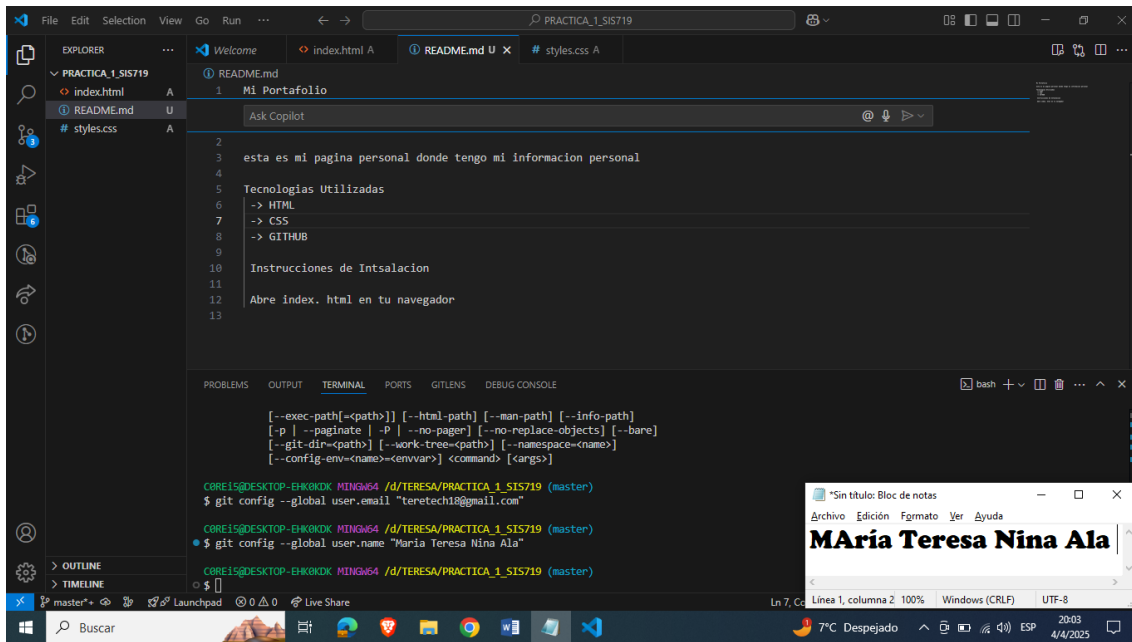 File Edit Selection View Go Run ··· PRACTICA_1_SIS719
EXPLORER ···
PRACTICA_1_SIS719
index.html A
README.md U
styles.css A
OUTLINE
TIMELINE
Welcome index.html A README.md U styles.css A
README.md
1 Mi Portafolio
Ask Copilot
2
3 esta es mi pagina personal donde tengo mi informacion personal
4
5 Tecnologias Utilizadas
6 -> HTML
7 -> CSS
8 -> GITHUB
9
10 Instrucciones de Intsalacion
11
12 Abre index. html en tu navegador
13
PROBLEMS OUTPUT TERMINAL PORTS GITLENS DEBUG CONSOLE bash
[--exec-path[=<path>]] [--html-path] [--man-path] [--info-path]
[-p | --paginate | -P | --no-pager] [--no-replace-objects] [--bare]
[--git-dir=<path>] [--work-tree=<path>] [--namespace=<name>]
[--config-env=<name>=<envvar>] <command> [<args>]
C0REi5@DESKTOP-EHK0KDK MINGW64 /d/TERESA/PRACTICA_1_SIS719 (master)
$ git config --global user.email "teretech18@gmail.com"
C0REi5@DESKTOP-EHK0KDK MINGW64 /d/TERESA/PRACTICA_1_SIS719 (master)
$ git config --global user.name "Maria Teresa Nina Ala"
C0REi5@DESKTOP-EHK0KDK MINGW64 /d/TERESA/PRACTICA_1_SIS719 (master)
$
*Sin título: Bloc de notas
Archivo Edición Formato Ver Ayuda
MAría Teresa Nina Ala
Línea 1, columna 2 100% Windows (CRLF) UTF-8
master*+ Launchpad 0 0 Live Share Ln 7, Co
Buscar 7°C Despejado ESP 20:03
4/4/2025